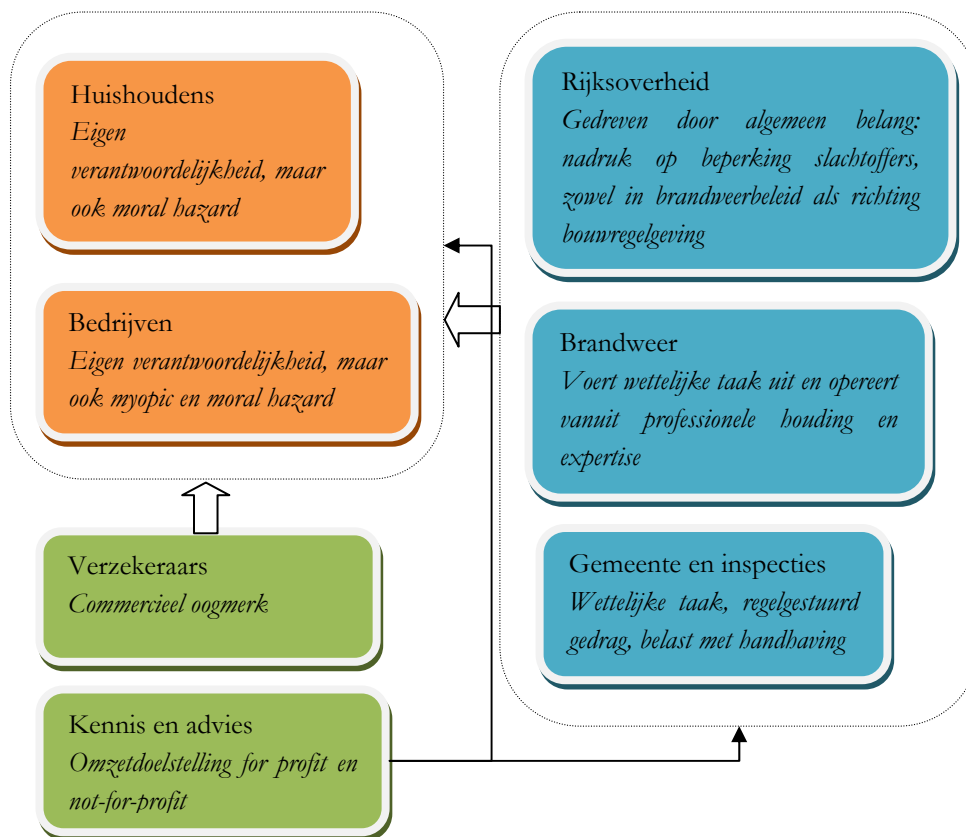 Huishoudens
Eigen
verantwoordelijkheid, maar
ook moral hazard
Bedrijven
Eigen verantwoordelijkheid, maar
ook myopic en moral hazard
Verzekeraars
Commercieel oogmerk
Kennis en advies
Omzetdoelstelling for profit en
not-for-profit
Rijksoverheid
Gedreven door algemeen belang:
nadruk op beperking slachtoffers,
zowel in brandweerbeleid als richting
bouwregelgeving
Brandweer
Voert wettelijke taak uit en opereert
vanuit professionele houding en
expertise
Gemeente en inspecties
Wettelijke taak, regelgestuurd
gedrag, belast met handhaving